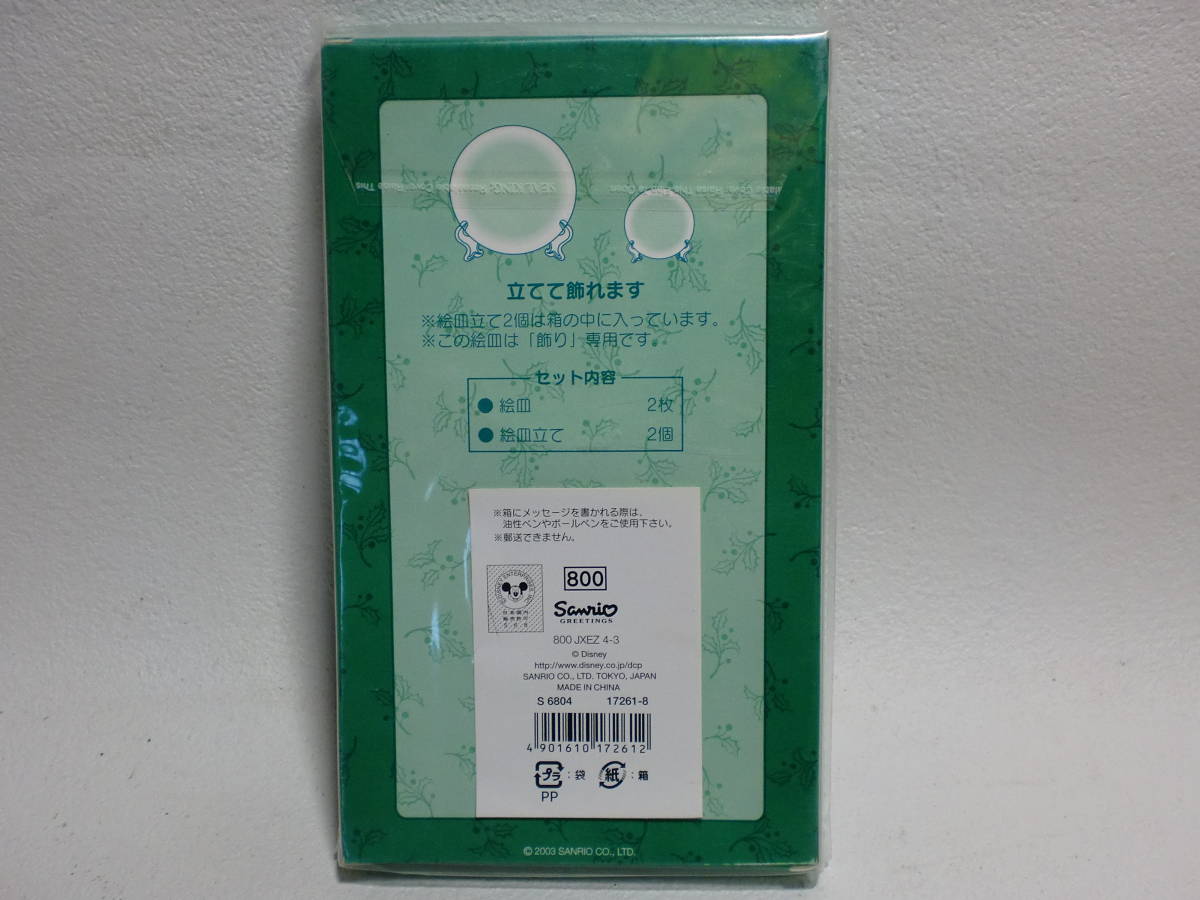 立てて飾れます
※絵皿立て2個は箱の中に入っています。
※この絵皿は「飾り」専用です。
セット内容
● 絵皿 2枚
● 絵皿立て 2個
※箱にメッセージを書かれる際は、
油性ペンやボールペンをご使用下さい。
※郵送できません。
800
Sanrio
GREETINGS
800 JXEZ 4-3
© Disney
http://www.disney.co.jp/dcp
SANRIO CO., LTD. TOKYO, JAPAN
MADE IN CHINA
S 6804 17261-8
4 901610 172612
プラ : 袋 紙 : 箱
PP
© 2003 SANRIO CO., LTD.